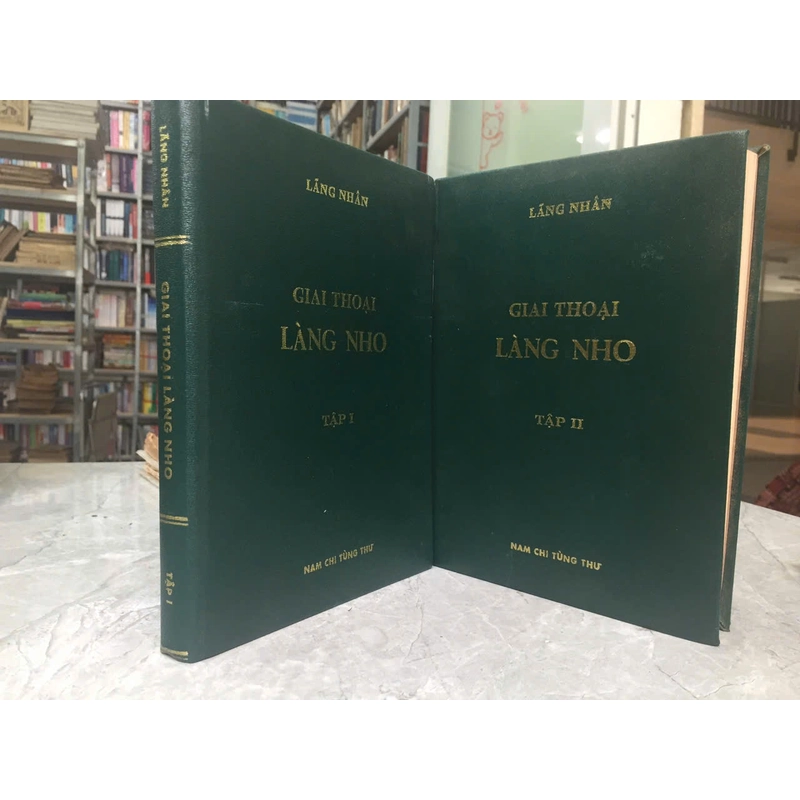 LÃNG NHÂN
GIAI THOẠI LÀNG NHO
TẬP I
LÃNG NHÂN
GIAI THOẠI
LÀNG NHO
TẬP I
NAM CHI TÙNG THƯ
LÃNG NHÂN
GIAI THOẠI
LÀNG NHO
TẬP II
NAM CHI TÙNG THƯ